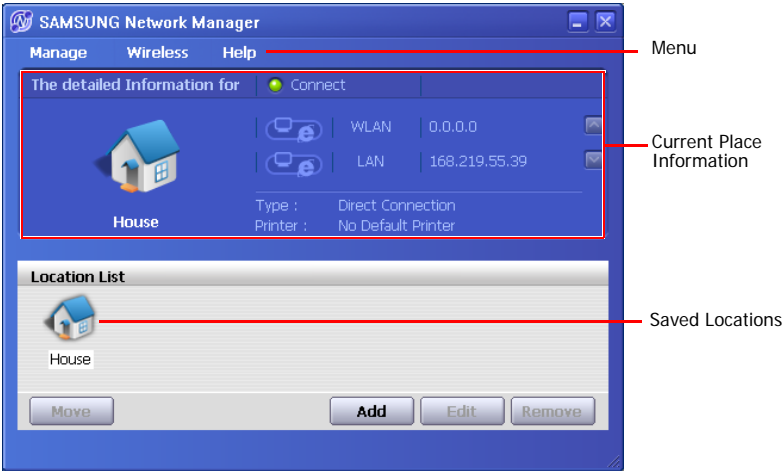 SAMSUNG Network Manager
Manage Wireless Help
Menu
The detailed Information for Connect
WLAN 0.0.0.0
LAN 168.219.55.39
Current Place
Information
House
Type : Direct Connection
Printer : No Default Printer
Location List
House
Saved Locations
Move Add Edit Remove